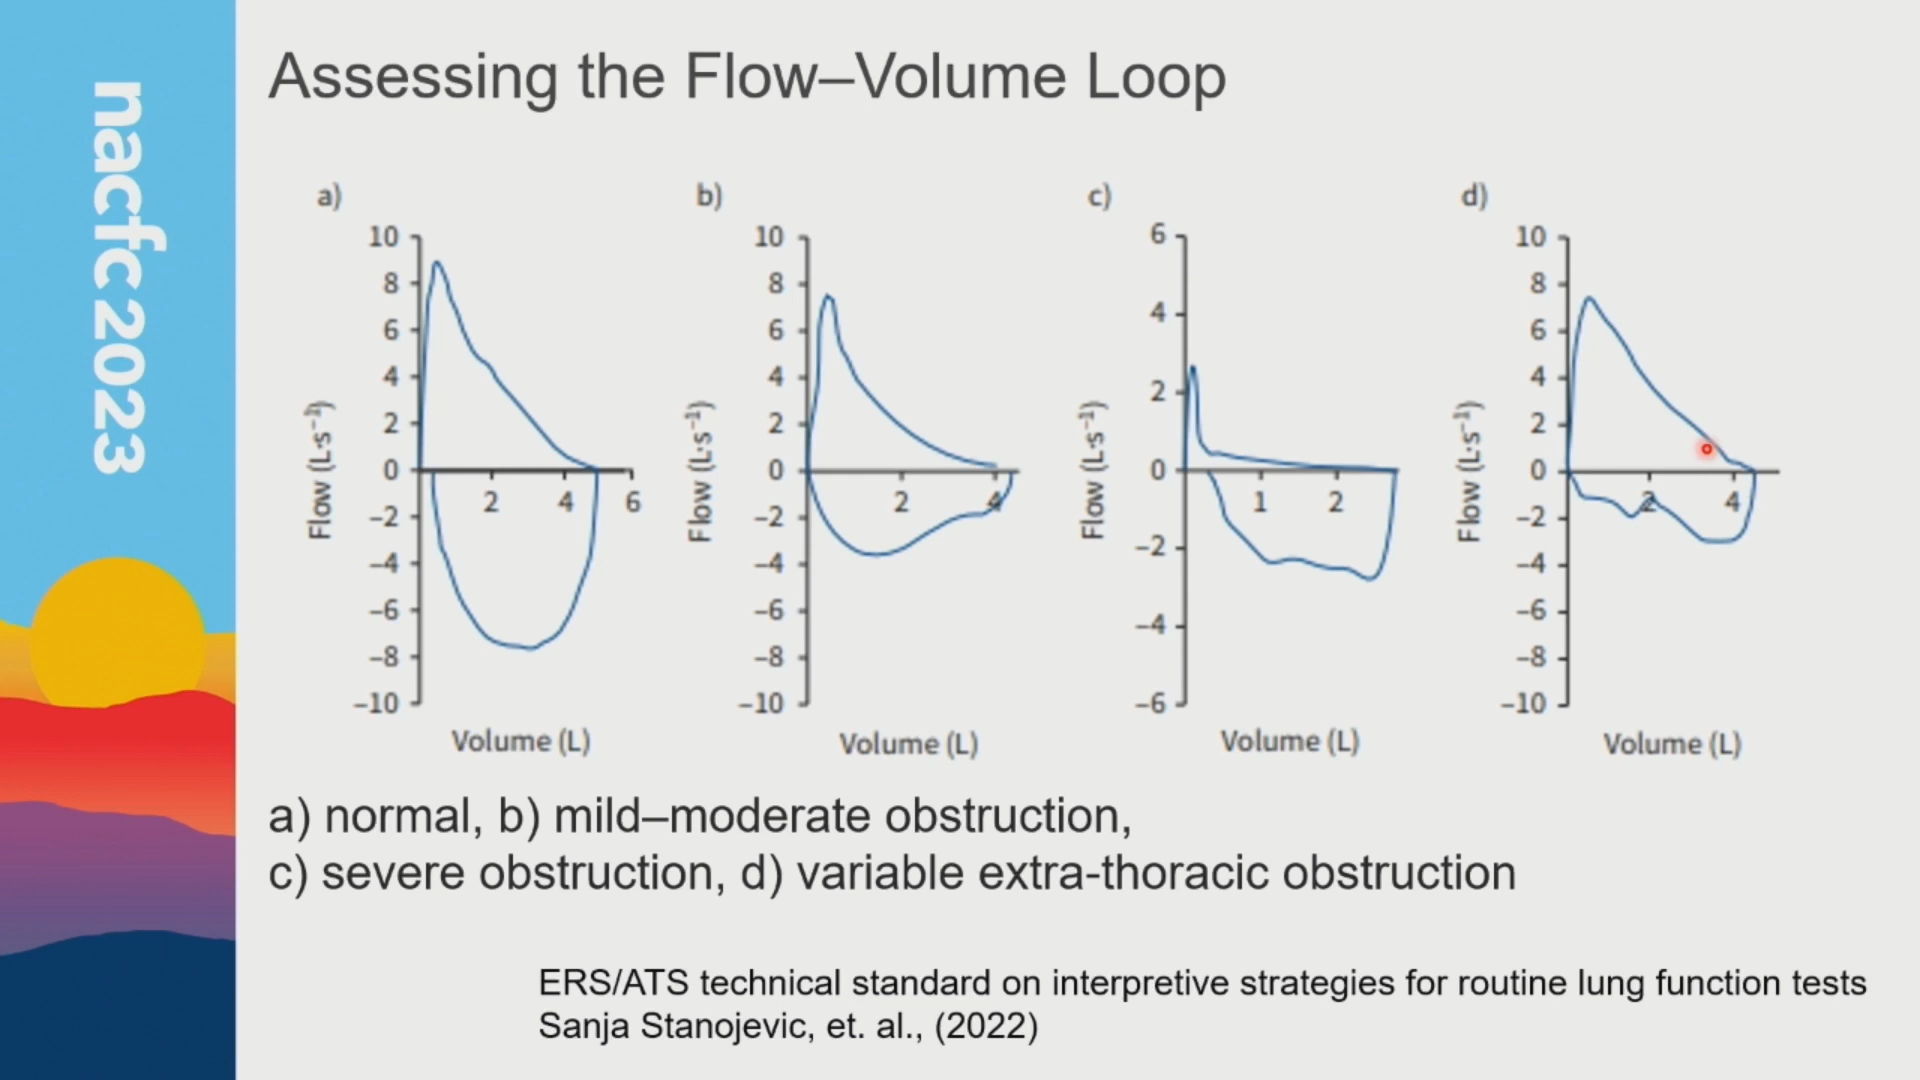 nacfc 2023
Assessing the Flow–Volume Loop
a)
10
8
6
4
2
0
–2
–4
–6
–8
–10
2 4 6
Flow (L·s⁻¹)
Volume (L)
b)
10
8
6
4
2
0
–2
–4
–6
–8
–10
2 4
Flow (L·s⁻¹)
Volume (L)
c)
6
4
2
0
–2
–4
–6
1 2
Flow (L·s⁻¹)
Volume (L)
d)
10
8
6
4
2
0
–2
–4
–6
–8
–10
2 4
Flow (L·s⁻¹)
Volume (L)
a) normal, b) mild–moderate obstruction,
c) severe obstruction, d) variable extra-thoracic obstruction
ERS/ATS technical standard on interpretive strategies for routine lung function tests
Sanja Stanojevic, et. al., (2022)